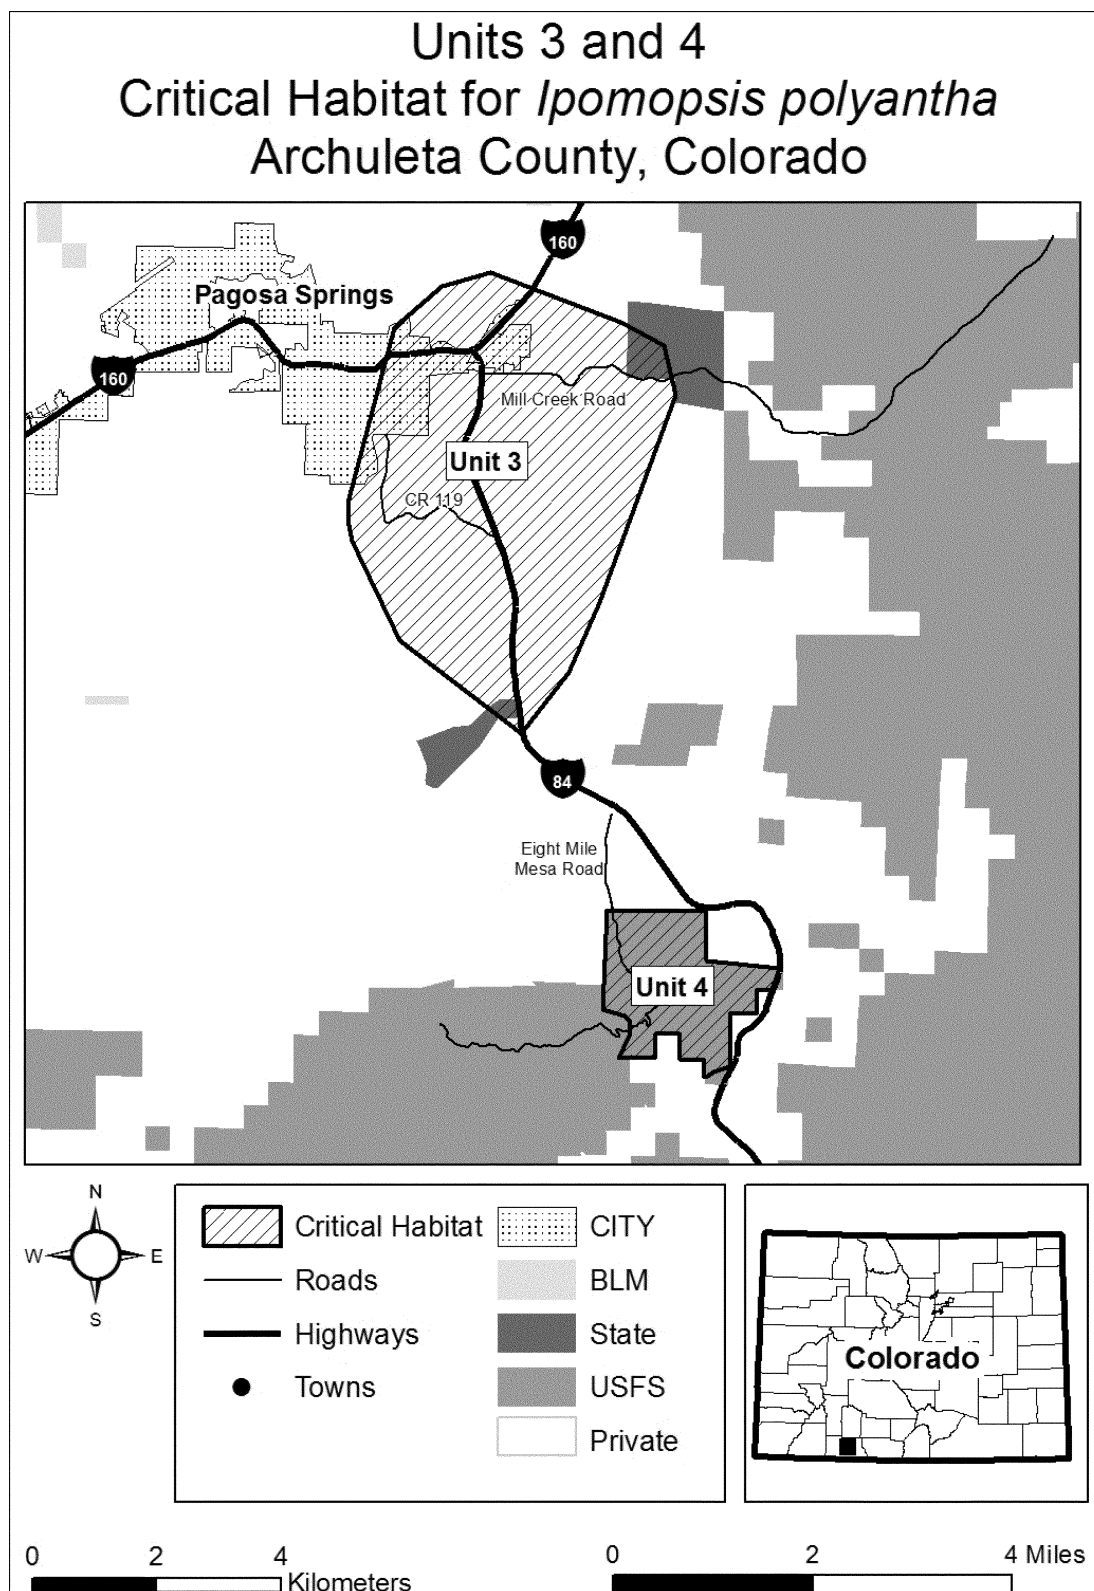 Units 3 and 4
Critical Habitat for Ipomopsis polyantha
Archuleta County, Colorado
160
Pagosa Springs
160
Mill Creek Road
Unit 3
CR 119
84
Eight Mile
Mesa Road
Unit 4
N
W E
S
Critical Habitat
Roads
Highways
Towns
CITY
BLM
State
USFS
Private
Colorado
0 2 4
Kilometers
0 2 4 Miles